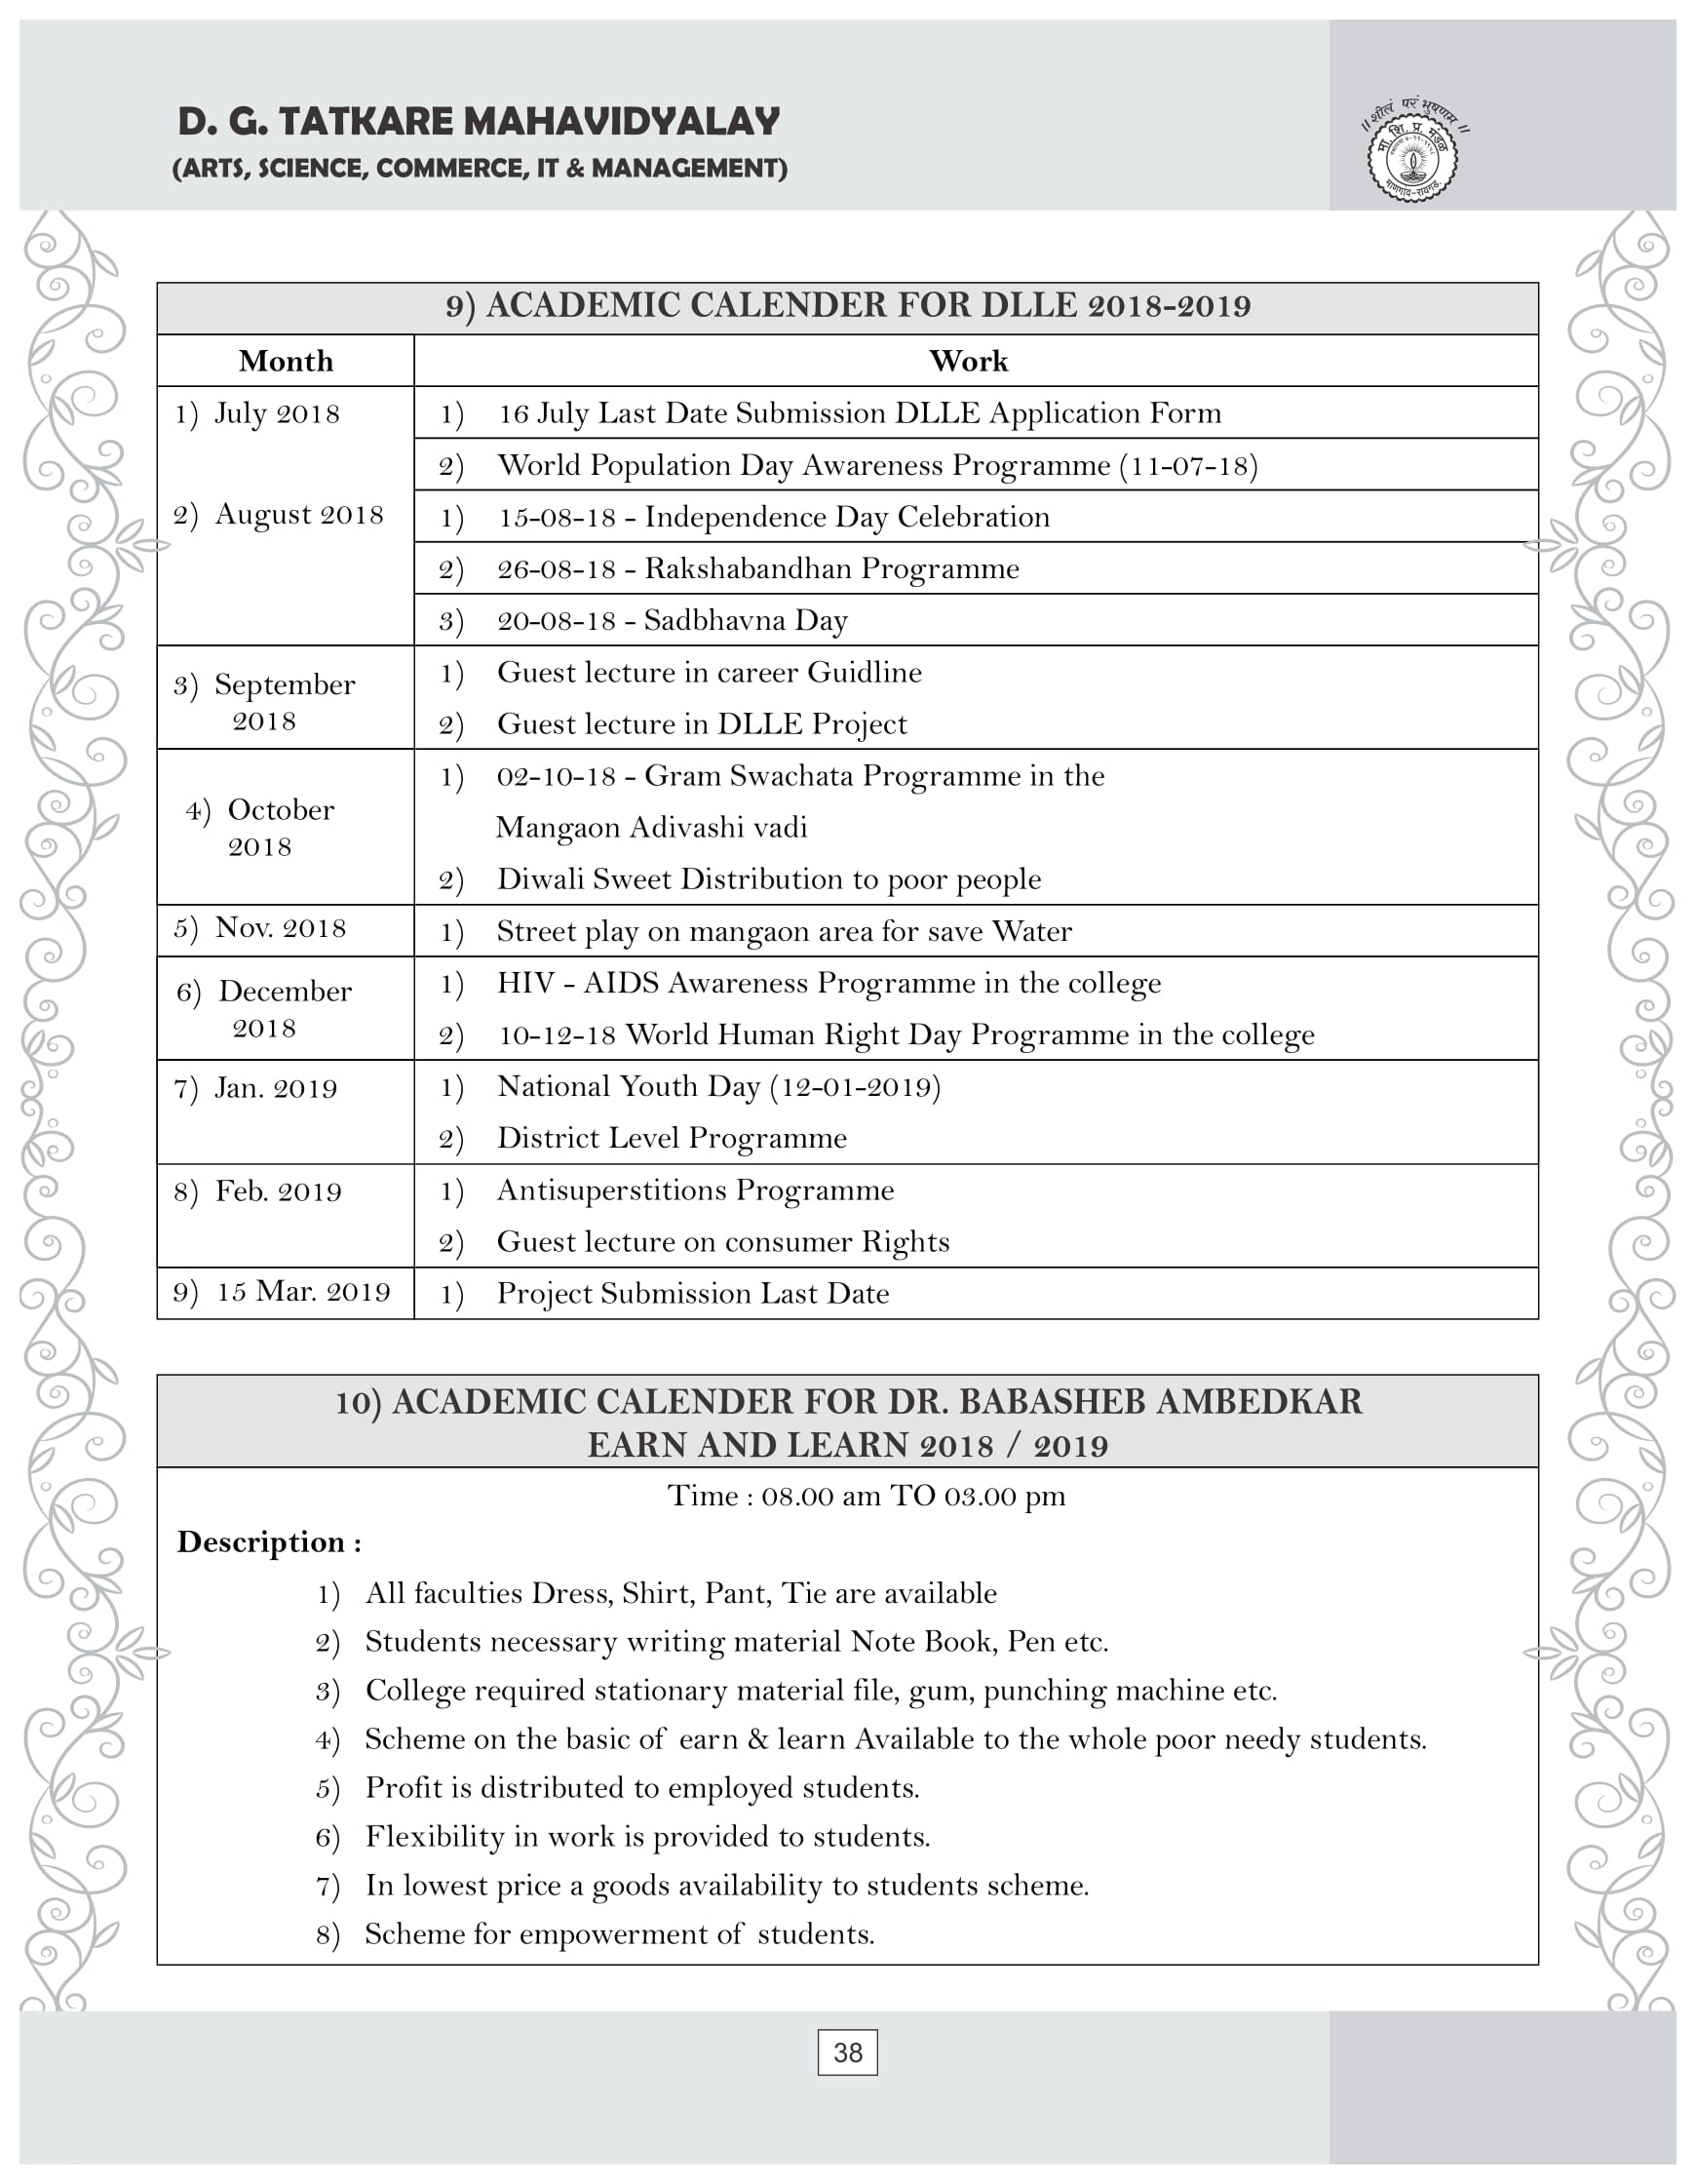 D. G. TATKARE MAHAVIDYALAY
(ARTS, SCIENCE, COMMERCE, IT & MANAGEMENT)
॥ शीलं परं भुषणम ॥
मा. शि. प्र. मंडळ
माणगाव-रायगड.
9) ACADEMIC CALENDER FOR DLLE 2018-2019
Month Work
1) July 2018 1) 16 July Last Date Submission DLLE Application Form
2) World Population Day Awareness Programme (11-07-18)
2) August 2018 1) 15-08-18 - Independence Day Celebration
2) 26-08-18 - Rakshabandhan Programme
3) 20-08-18 - Sadbhavna Day
3) September
2018
1) Guest lecture in career Guidline
2) Guest lecture in DLLE Project
4) October
2018
1) 02-10-18 - Gram Swachata Programme in the
Mangaon Adivashi vadi
2) Diwali Sweet Distribution to poor people
5) Nov. 2018 1) Street play on mangaon area for save Water
6) December
2018
1) HIV - AIDS Awareness Programme in the college
2) 10-12-18 World Human Right Day Programme in the college
7) Jan. 2019 1) National Youth Day (12-01-2019)
2) District Level Programme
8) Feb. 2019 1) Antisuperstitions Programme
2) Guest lecture on consumer Rights
9) 15 Mar. 2019 1) Project Submission Last Date
10) ACADEMIC CALENDER FOR DR. BABASHEB AMBEDKAR
EARN AND LEARN 2018 / 2019
Time : 08.00 am TO 03.00 pm
Description :
1) All faculties Dress, Shirt, Pant, Tie are available
2) Students necessary writing material Note Book, Pen etc.
3) College required stationary material file, gum, punching machine etc.
4) Scheme on the basic of earn & learn Available to the whole poor needy students.
5) Profit is distributed to employed students.
6) Flexibility in work is provided to students.
7) In lowest price a goods availability to students scheme.
8) Scheme for empowerment of students.
38